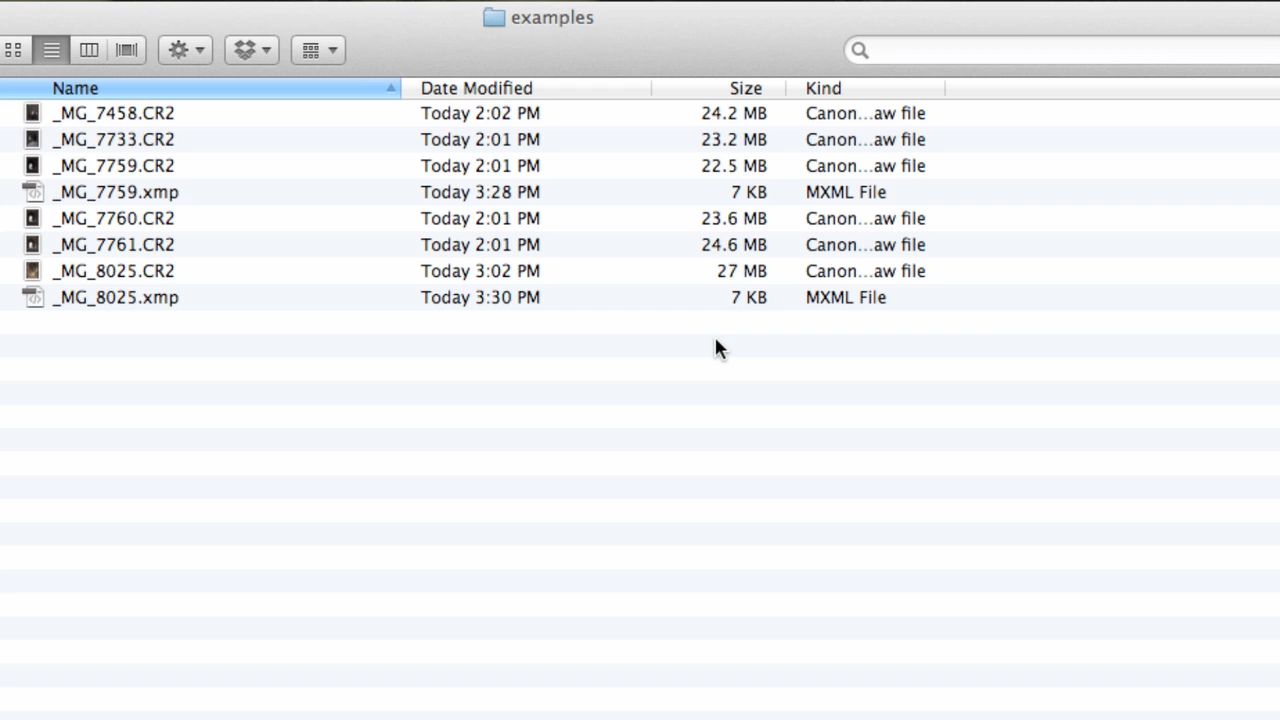 examples
Name Date Modified Size Kind
_MG_7458.CR2 Today 2:02 PM 24.2 MB Canon...aw file
_MG_7733.CR2 Today 2:01 PM 23.2 MB Canon...aw file
_MG_7759.CR2 Today 2:01 PM 22.5 MB Canon...aw file
_MG_7759.xmp Today 3:28 PM 7 KB MXML File
_MG_7760.CR2 Today 2:01 PM 23.6 MB Canon...aw file
_MG_7761.CR2 Today 2:01 PM 24.6 MB Canon...aw file
_MG_8025.CR2 Today 3:02 PM 27 MB Canon...aw file
_MG_8025.xmp Today 3:30 PM 7 KB MXML File